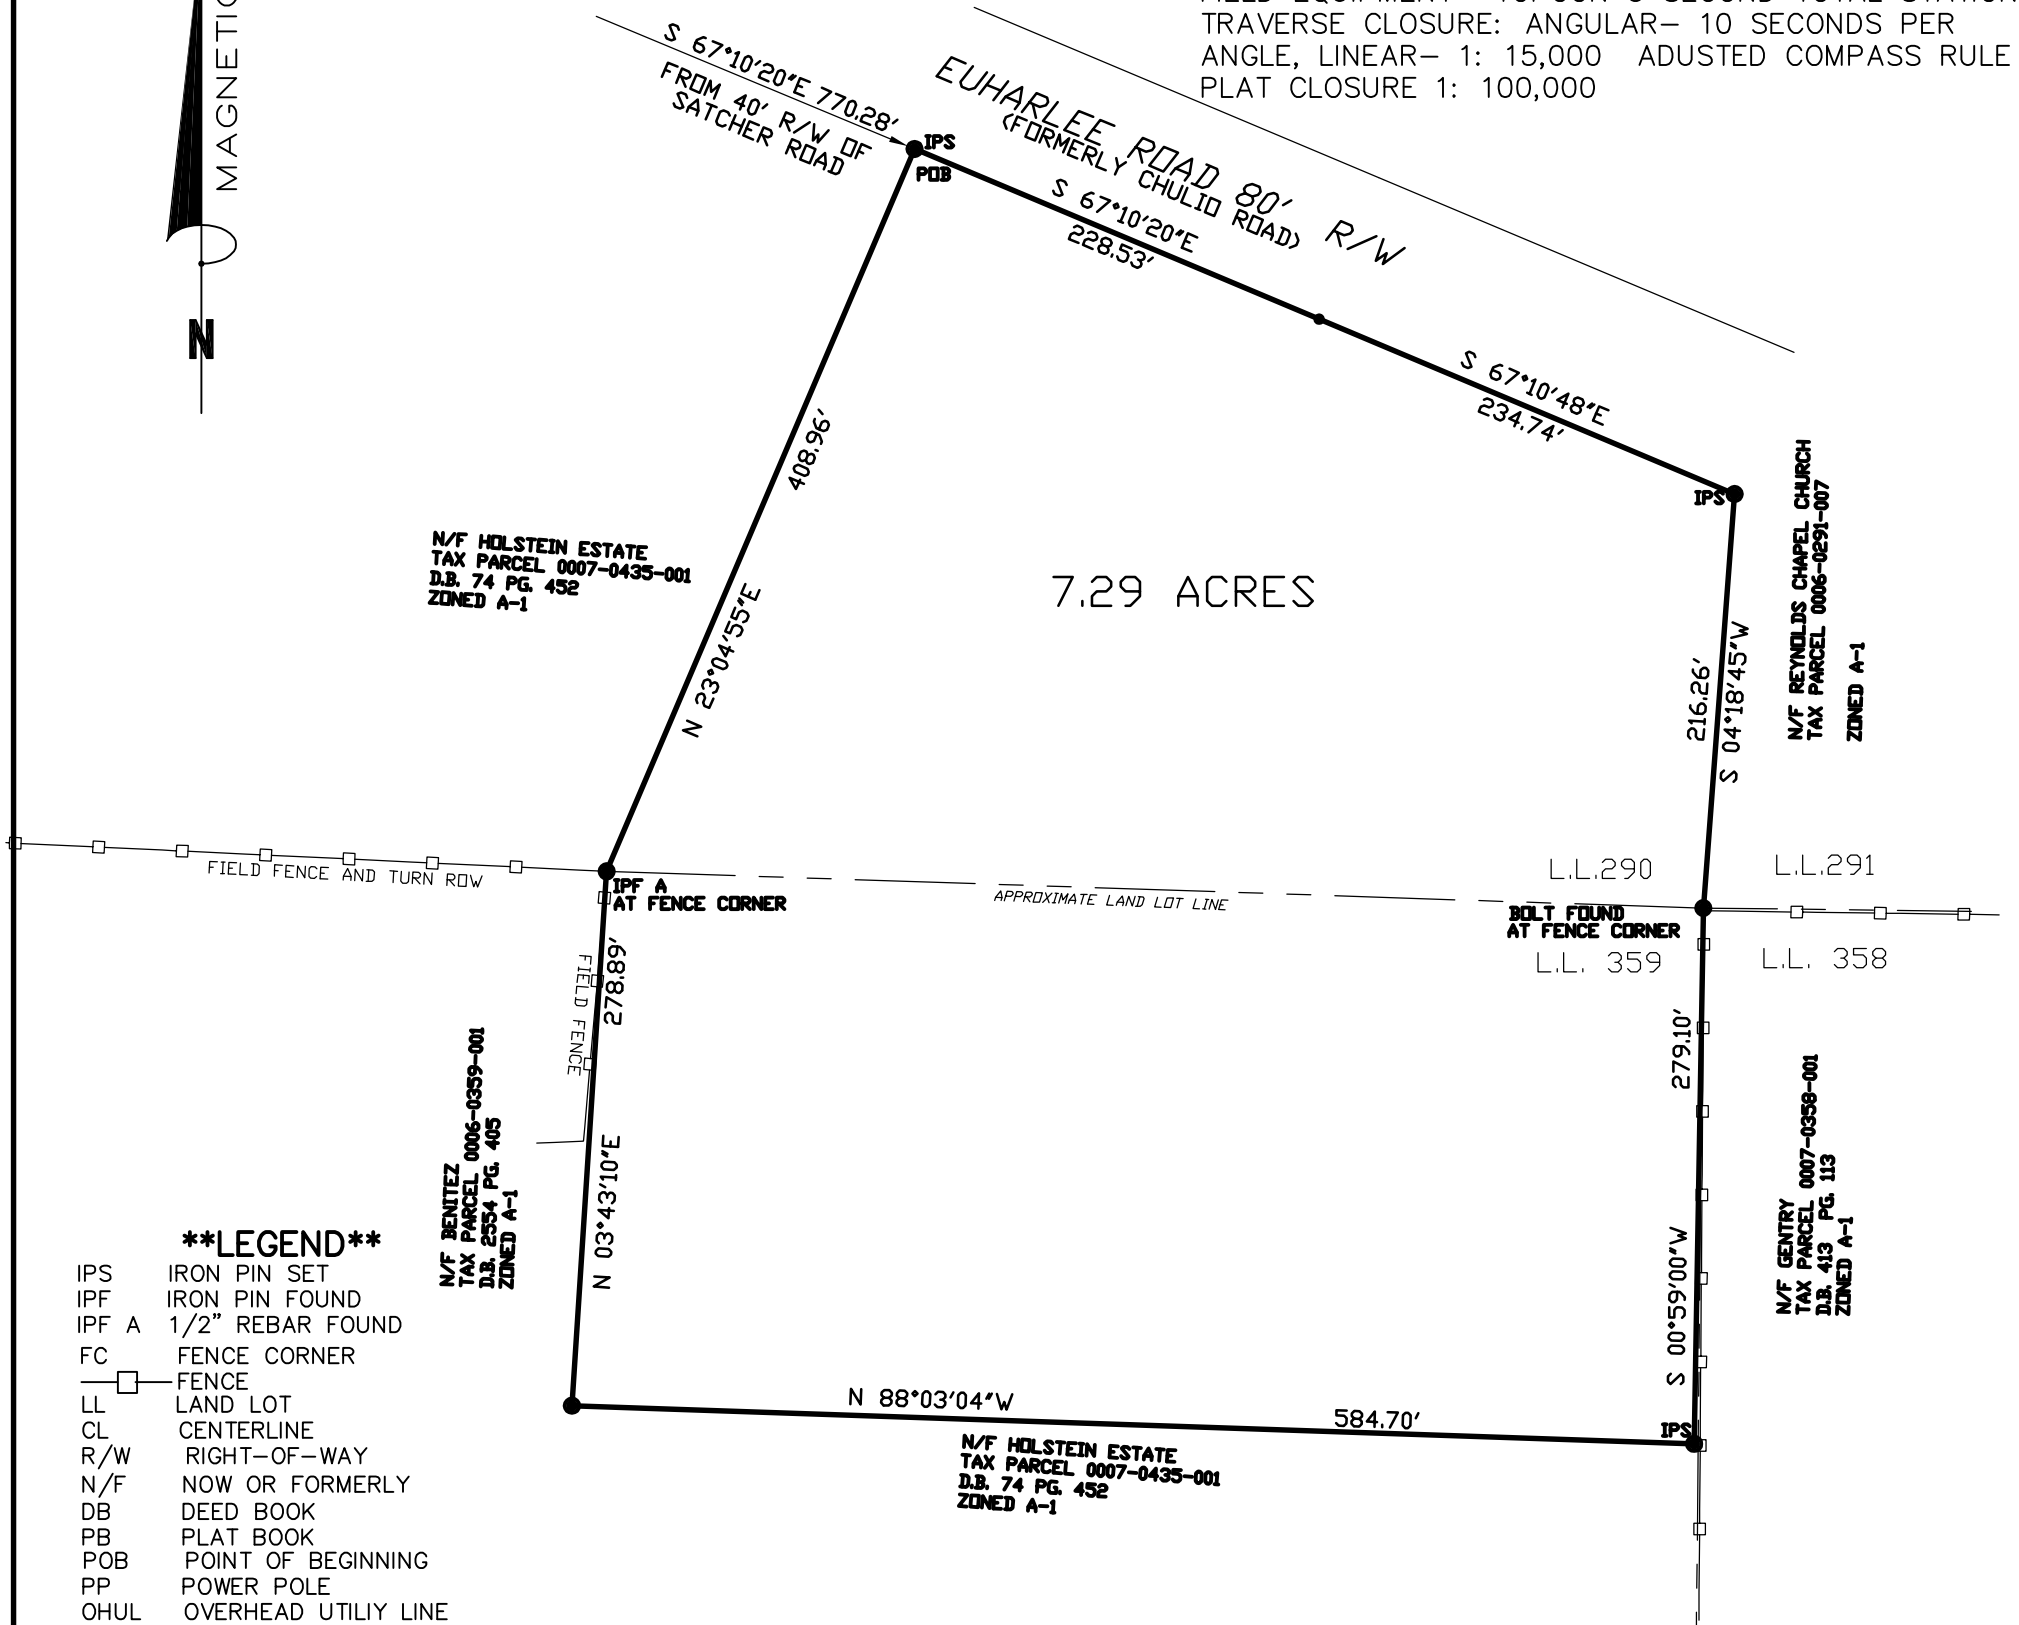 TRAVERSE CLOSURE: ANGULAR– 10 SECONDS PER
ANGLE, LINEAR– 1: 15,000 ADUSTED COMPASS RULE
PLAT CLOSURE 1: 100,000
N
S 67°10'20"E 770.28'
FROM 40' R/W OF
SATCHER ROAD
IPS
POB
EUHARLEE ROAD 80' R/W
(FORMERLY CHULIO ROAD)
S 67°10'20"E
228.53'
S 67°10'48"E
234.74'
IPS
408.96'
N 23°04'55"E
N/F HOLSTEIN ESTATE
TAX PARCEL 0007-0435-001
D.B. 74 PG. 452
ZONED A-1
7.29 ACRES
N/F REYNOLDS CHAPEL CHURCH
TAX PARCEL 0006-0291-007
ZONED A-1
216.26'
S 04°18'45"W
FIELD FENCE AND TURN ROW
IPF A
AT FENCE CORNER
APPROXIMATE LAND LOT LINE
L.L.290
L.L.291
BOLT FOUND
AT FENCE CORNER
L.L. 359
L.L. 358
FIELD FENCE
278.89'
N 03°43'10"E
N/F BENITEZ
TAX PARCEL 0006-0359-001
D.B. 2554 PG. 405
ZONED A-1
279.10'
S 00°59'00"W
N/F GENTRY
TAX PARCEL 0007-0358-001
D.B. 413 PG. 113
ZONED A-1
N 88°03'04"W
584.70'
IPS
N/F HOLSTEIN ESTATE
TAX PARCEL 0007-0435-001
D.B. 74 PG. 452
ZONED A-1
**LEGEND**
IPS IRON PIN SET
IPF IRON PIN FOUND
IPF A 1/2" REBAR FOUND
FC FENCE CORNER
FENCE
LL LAND LOT
CL CENTERLINE
R/W RIGHT–OF–WAY
N/F NOW OR FORMERLY
DB DEED BOOK
PB PLAT BOOK
POB POINT OF BEGINNING
PP POWER POLE
OHUL OVERHEAD UTILIY LINE